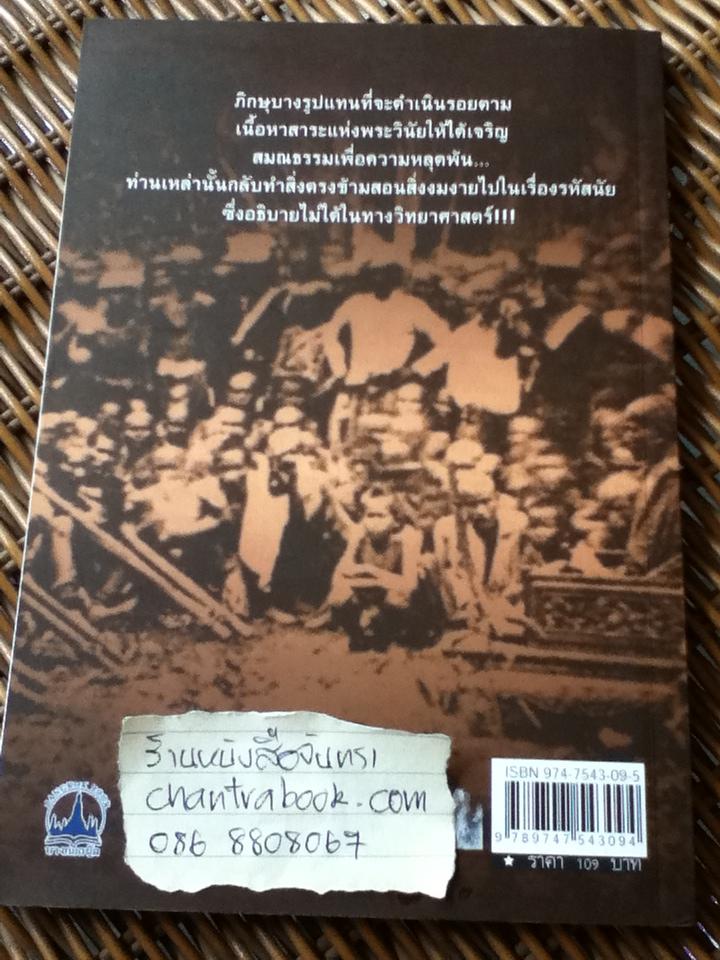 ภิกษุบางรูปแทนที่จะดำเนินรอยตาม
เนื้อหาสาระแห่งพระวินัยให้ได้เจริญ
สมณธรรมเพื่อความหลุดพ้น...
ท่านเหล่านั้นกลับทำสิ่งตรงข้ามสอนสิ่งงมงายไปในเรื่องรหัสนัย
ซึ่งอธิบายไม่ได้ในทางวิทยาศาสตร์!!!
ร้านหนังสือจันทรา
chantrabook.com
086 8808067
ISBN 974-7543-09-5
9 789747 543094
★ ราคา 109 บาท